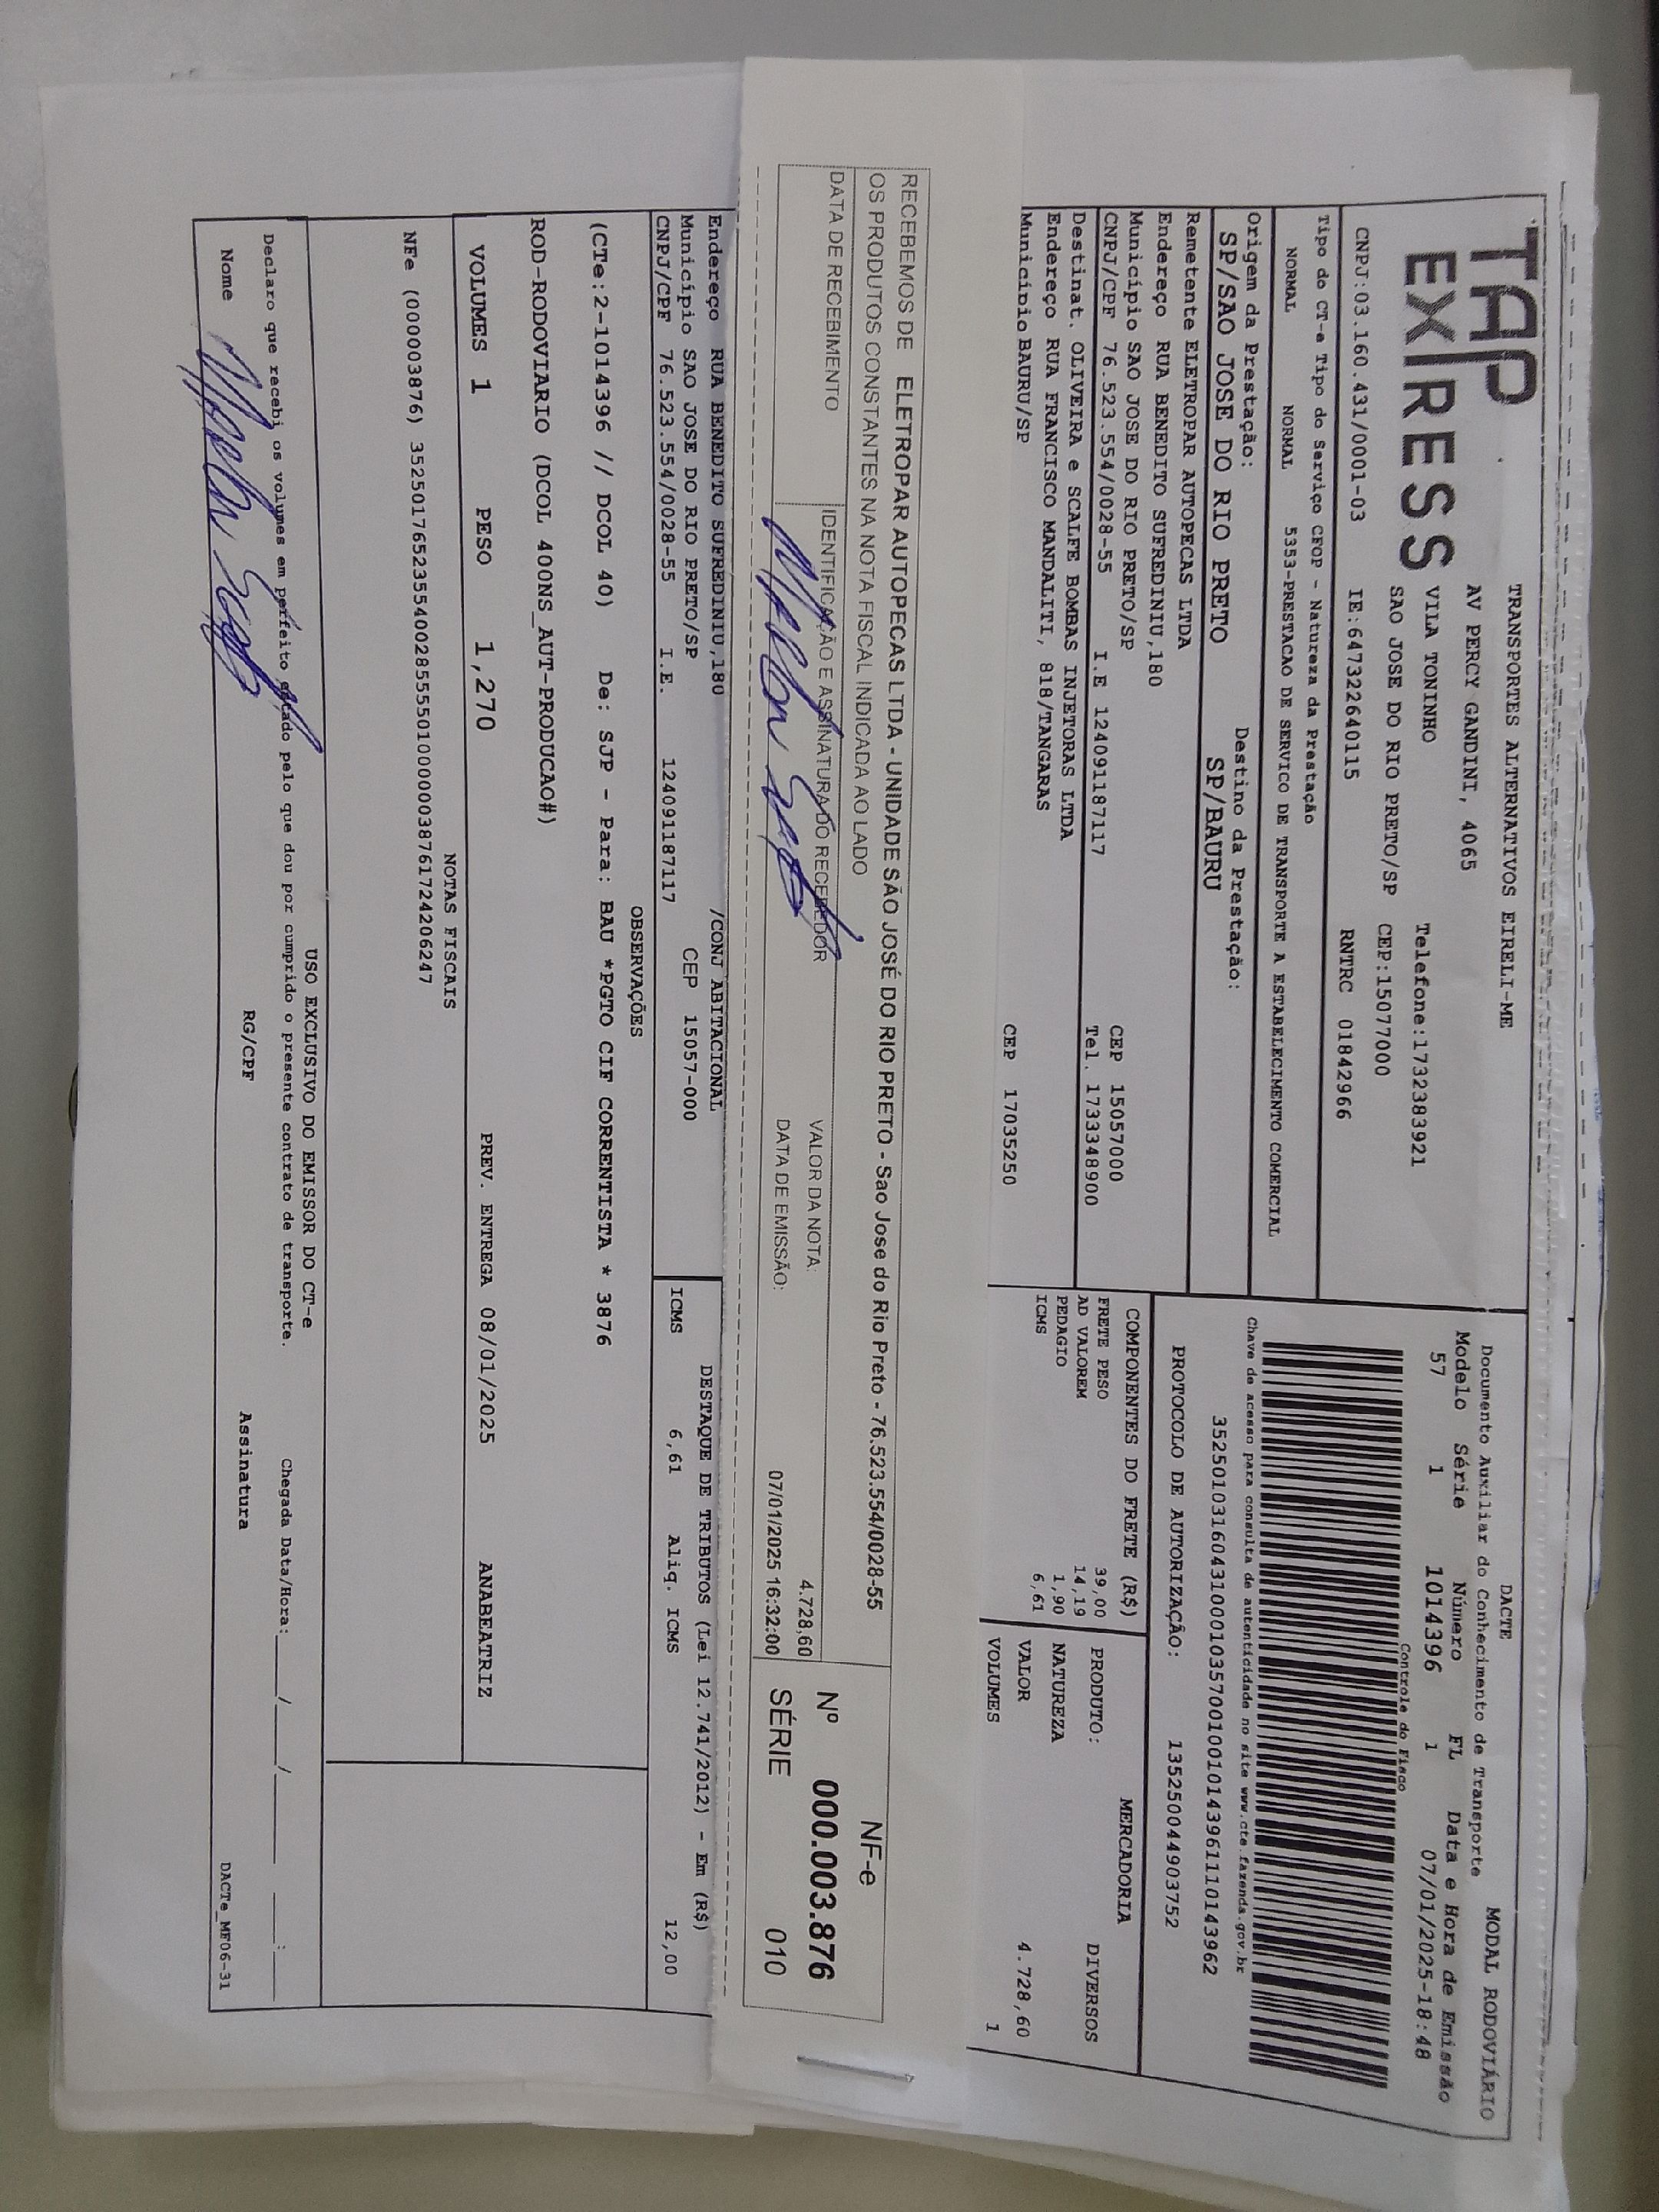 TAP
EXPRESS
TRANSPORTES ALTERNATIVOS EIRELI-ME
AV PERCY GANDINI, 4065
VILA TONINHO Telefone:1732383921
SAO JOSE DO RIO PRETO/SP CEP:15077000
CNPJ:03.160.431/0001-03 IE:647322640115 RNTRC 01842966
Tipo do CT-e Tipo do Serviço CFOP - Natureza da Prestação
NORMAL NORMAL 5353-PRESTACAO DE SERVICO DE TRANSPORTE A ESTABELECIMENTO COMERCIAL
Origem da Prestação: Destino da Prestação:
SP/SAO JOSE DO RIO PRETO SP/BAURU
Remetente ELETROPAR AUTOPECAS LTDA
Endereço RUA BENEDITO SUFREDINIU,180
Município SAO JOSE DO RIO PRETO/SP CEP 15057000
CNPJ/CPF 76.523.554/0028-55 I.E 124091187117 Tel. 1733348900
Destinat. OLIVEIRA e SCALFE BOMBAS INJETORAS LTDA
Endereço RUA FRANCISCO MANDALITI, 818/TANGARAS
Município BAURU/SP CEP 17035250
DACTE MODAL RODOVIÁRIO
Documento Auxiliar do Conhecimento de Transporte
Modelo Série Número FL Data e Hora de Emissão
57 1 1014396 1 07/01/2025-18:48
Controle do Fisco
Chave de acesso para consulta de autenticidade no site www.cte.fazenda.gov.br
35250103160431000103570010010143961110143962
PROTOCOLO DE AUTORIZAÇÃO: 135250044903752
COMPONENTES DO FRETE (R$)
FRETE PESO 39,00
AD VALOREM 14,19
PEDAGIO 1,90
ICMS 6,61
MERCADORIA
PRODUTO: DIVERSOS
NATUREZA
VALOR 4.728,60
VOLUMES 1
RECEBEMOS DE ELETROPAR AUTOPECAS LTDA - UNIDADE SÃO JOSÉ DO RIO PRETO - Sao Jose do Rio Preto - 76.523.554/0028-55
OS PRODUTOS CONSTANTES NA NOTA FISCAL INDICADA AO LADO
DATA DE RECEBIMENTO IDENTIFICAÇÃO E ASSINATURA DO RECEBEDOR
VALOR DA NOTA: 4.728,60
DATA DE EMISSÃO: 07/01/2025 16:32:00
NF-e
Nº 000.003.876
SÉRIE 010
Endereço RUA BENEDITO SUFREDINIU,180 /CONJ ABITACIONAL
Município SAO JOSE DO RIO PRETO/SP CEP 15057-000
CNPJ/CPF 76.523.554/0028-55 I.E. 124091187117
DESTAQUE DE TRIBUTOS (Lei 12.741/2012) - Em (R$)
ICMS 6,61 Aliq. ICMS 12,00
OBSERVAÇÕES
(CTe:2-1014396 // DCOL 40) De: SJP - Para: BAU *PGTO CIF CORRENTISTA * 3876
ROD-RODOVIARIO (DCOL 400NS_AUT-PRODUCAO#)
VOLUMES 1 PESO 1,270 PREV. ENTREGA 08/01/2025 ANABEATRIZ
NOTAS FISCAIS
NFe (000003876) 35250176523554002855550100000038761724206247
USO EXCLUSIVO DO EMISSOR DO CT-e
Declaro que recebi os volumes em perfeito estado pelo que dou por cumprido o presente contrato de transporte. Chegada Data/Hora:____/____/______ ____:____
Nome RG/CPF Assinatura
DACTe_MF06-31